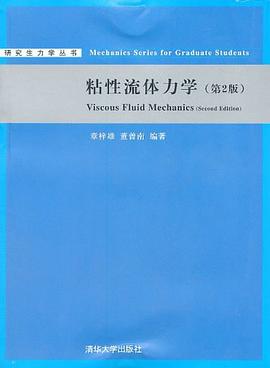 研究生力学丛书 Mechanics Series for Graduate Students
粘性流体力学（第2版）
Viscous Fluid Mechanics (Second Edition)
章梓雄 董曾南 编著
清华大学出版社